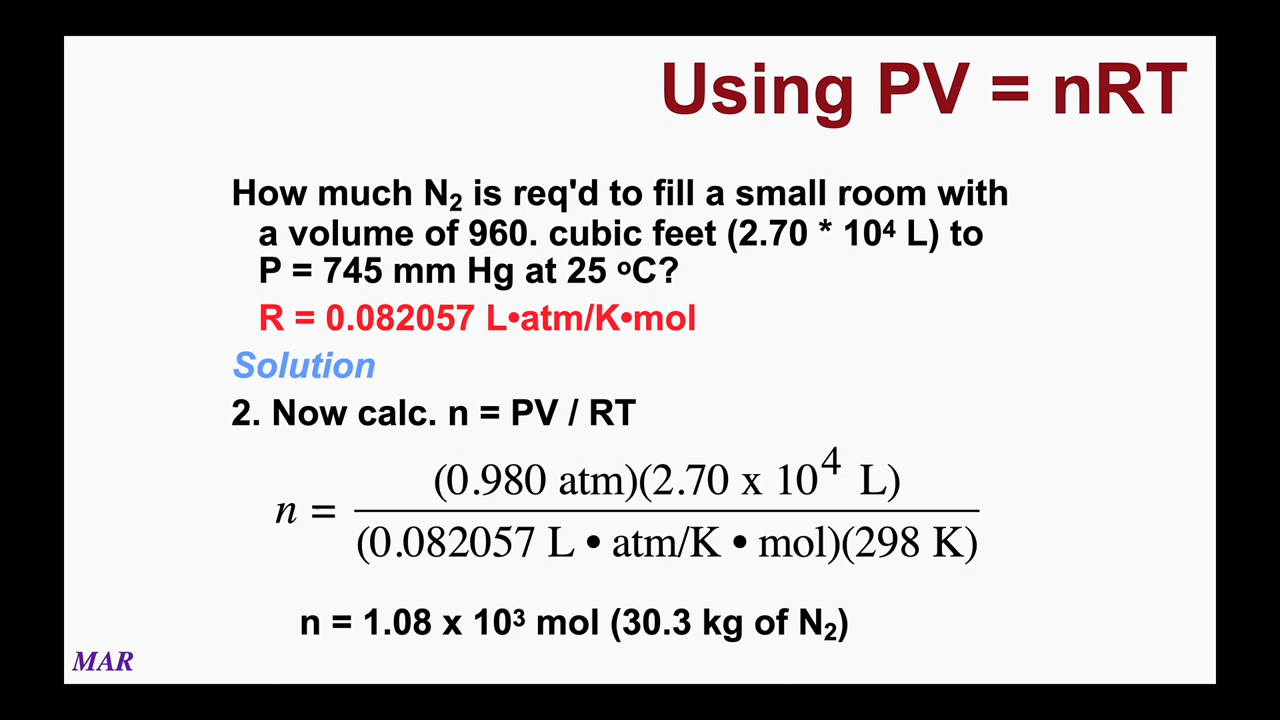 Using PV = nRT
How much N₂ is req'd to fill a small room with
a volume of 960. cubic feet (2.70 * 10⁴ L) to
P = 745 mm Hg at 25 ºC?
R = 0.082057 L•atm/K•mol
Solution
2. Now calc. n = PV / RT
(0.980 atm)(2.70 x 10⁴ L)
n =
(0.082057 L • atm/K • mol)(298 K)
n = 1.08 x 10³ mol (30.3 kg of N₂)
MAR